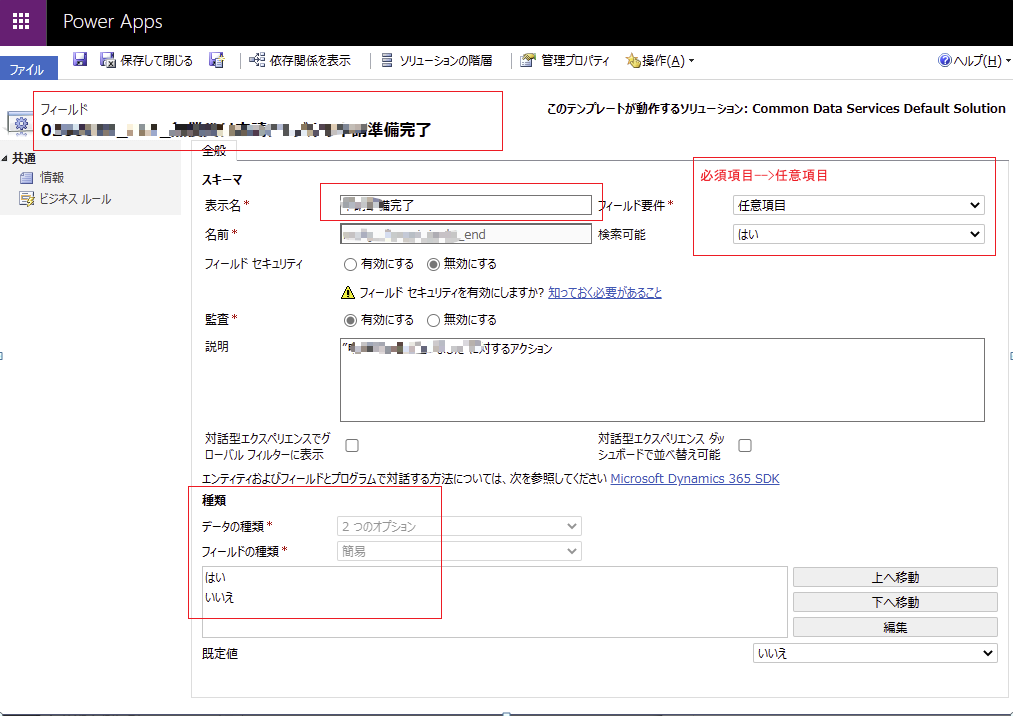 Power Apps
ファイル
保存して閉じる
依存関係を表示
ソリューションの階層
管理プロパティ
操作(A)
ヘルプ(H)
フィールド
このテンプレートが動作するソリューション: Common Data Services Default Solution
準備完了
共通
情報
ビジネス ルール
全般
スキーマ
必須項目-->任意項目
表示名*
備完了
フィールド要件*
任意項目
名前*
_end
検索可能
はい
フィールド セキュリティ
有効にする
無効にする
フィールド セキュリティを有効にしますか? 知っておく必要があること
監査*
有効にする
無効にする
説明
対するアクション
対話型エクスペリエンスでグ
ローバル フィルターに表示
対話型エクスペリエンス ダッ
シュボードで並べ替え可能
エンティティおよびフィールドとプログラムで対話する方法については、次を参照してください Microsoft Dynamics 365 SDK
種類
データの種類*
2 つのオプション
フィールドの種類*
簡易
はい
いいえ
上へ移動
下へ移動
編集
既定値
いいえ